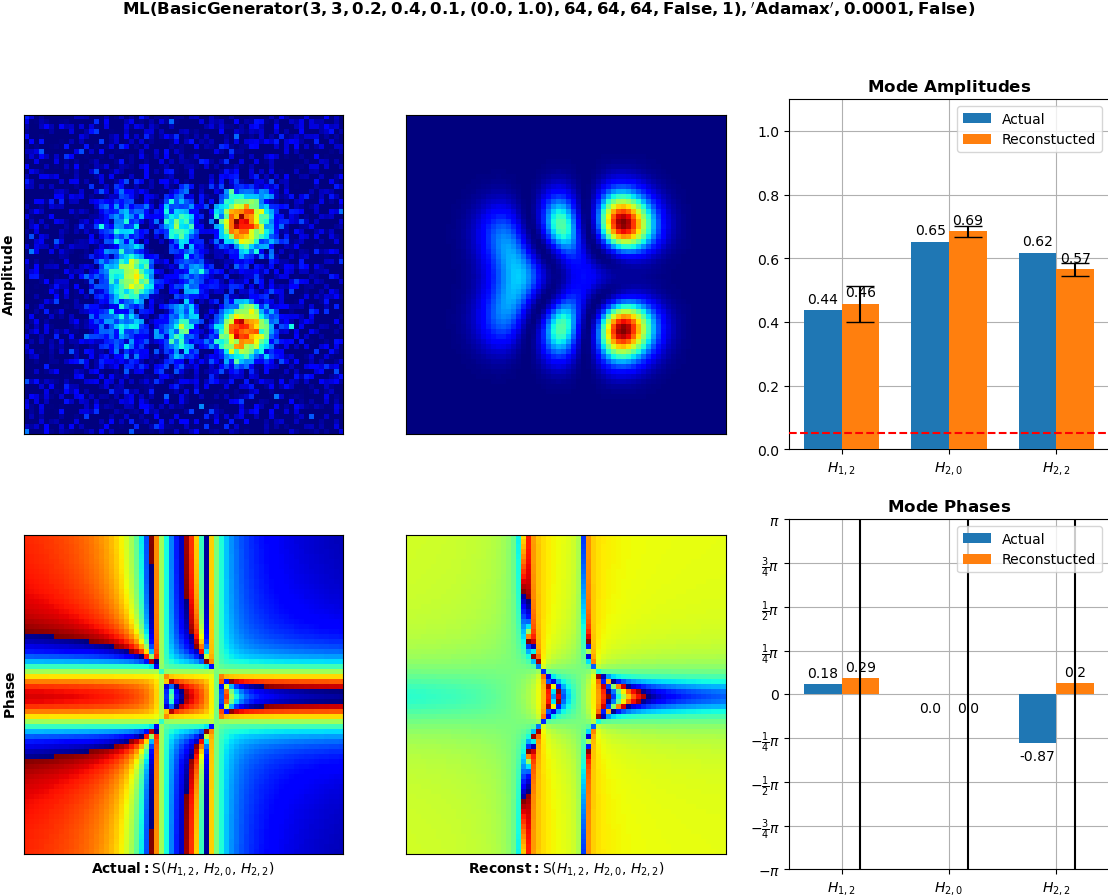 ML(BasicGenerator(3, 3, 0.2, 0.4, 0.1, (0.0, 1.0), 64, 64, 64, False, 1), 'Adamax', 0.0001, False)
Amplitude
Mode Amplitudes
Actual
Reconstucted
1.0
0.8
0.6
0.4
0.2
0.0
0.44
0.46
0.65
0.69
0.62
0.57
H1,2
H2,0
H2,2
Phase
Actual: S(H1,2, H2,0, H2,2)
Reconst: S(H1,2, H2,0, H2,2)
Mode Phases
Actual
Reconstucted
π
3/4π
1/2π
1/4π
0
−1/4π
−1/2π
−3/4π
−π
0.18
0.29
0.0
0.0
-0.87
0.2
H1,2
H2,0
H2,2